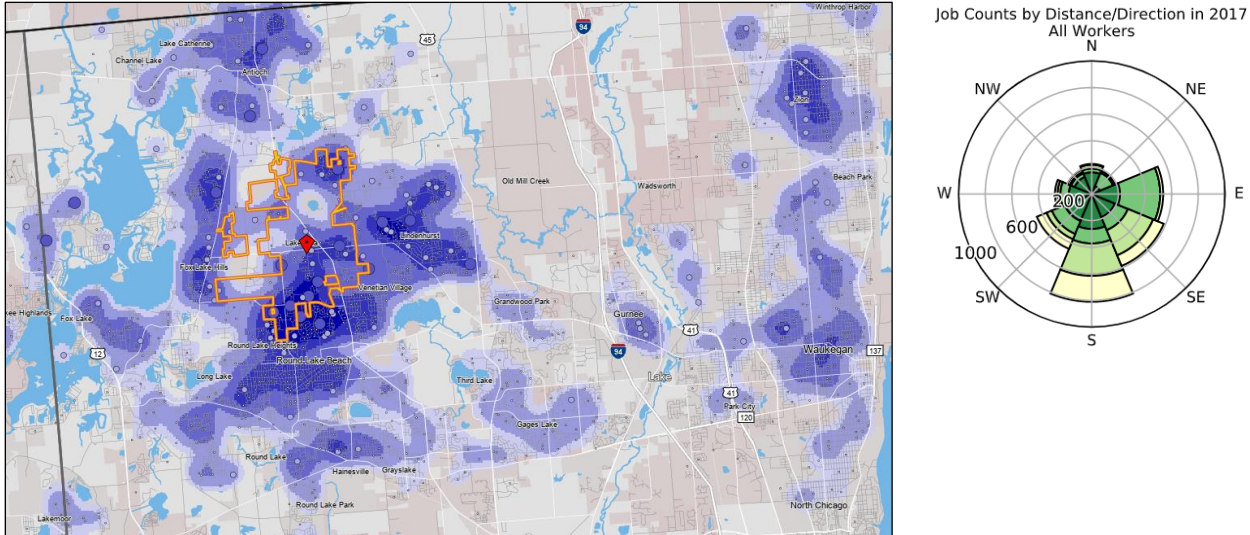 Winthrop Harbor
Lake Catherine
45
94
Channel Lake
Antioch
Zion
Old Mill Creek
Wadsworth
Beach Park
Lindenhurst
Fox Lake Hills
Venetian Village
Grandwood Park
Gurnee
Fox Lake
41
Round Lake Heights
Waukegan
12
94
137
Round Lake Beach
Long Lake
Third Lake
Lake
41
Park City
120
Gages Lake
Round Lake
Hainesville
Grayslake
Round Lake Park
North Chicago
Lakemoor
Job Counts by Distance/Direction in 2017
All Workers
N
NW
NE
W
E
200
600
1000
SW
SE
S